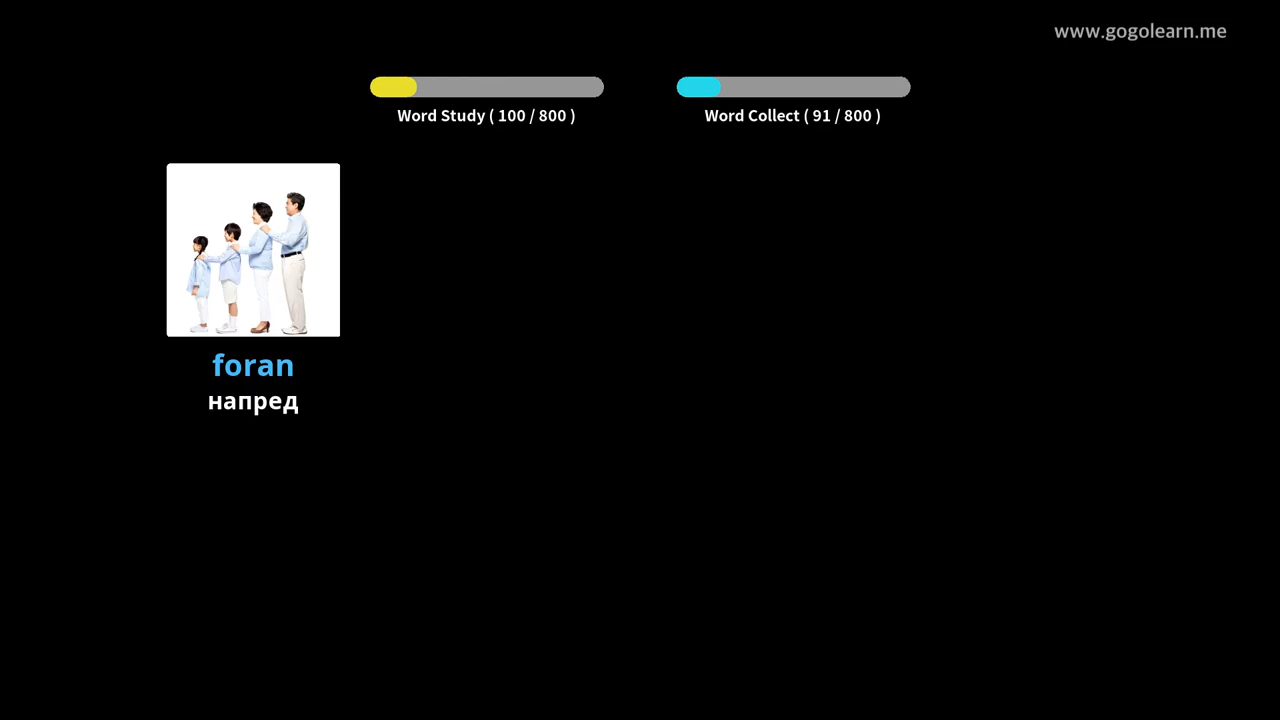 www.gogolearn.me
Word Study ( 100 / 800 )
Word Collect ( 91 / 800 )
foran
напред